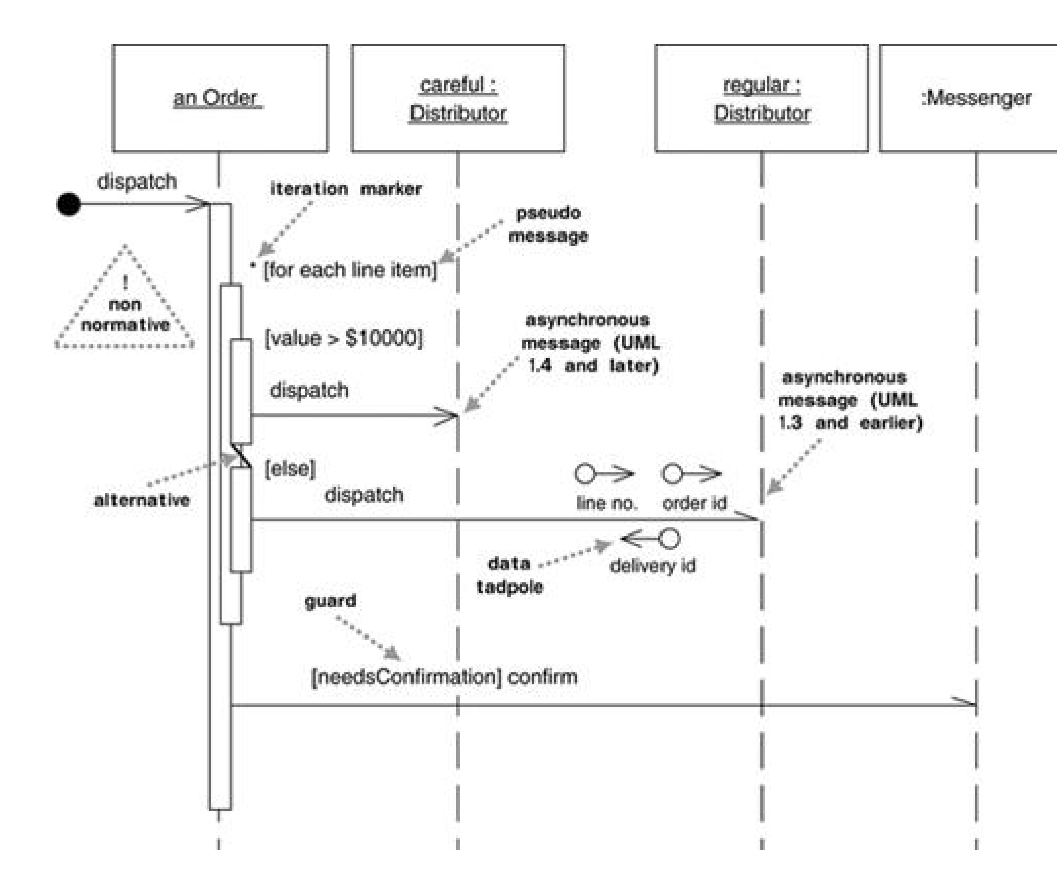 an Order
careful :
Distributor
regular :
Distributor
:Messenger
dispatch
iteration marker
pseudo
message
* [for each line item]
!
non
normative
[value > $10000]
asynchronous
message (UML
1.4 and later)
dispatch
asynchronous
message (UML
1.3 and earlier)
[else]
alternative
dispatch
line no.
order id
data
tadpole
delivery id
guard
[needsConfirmation] confirm